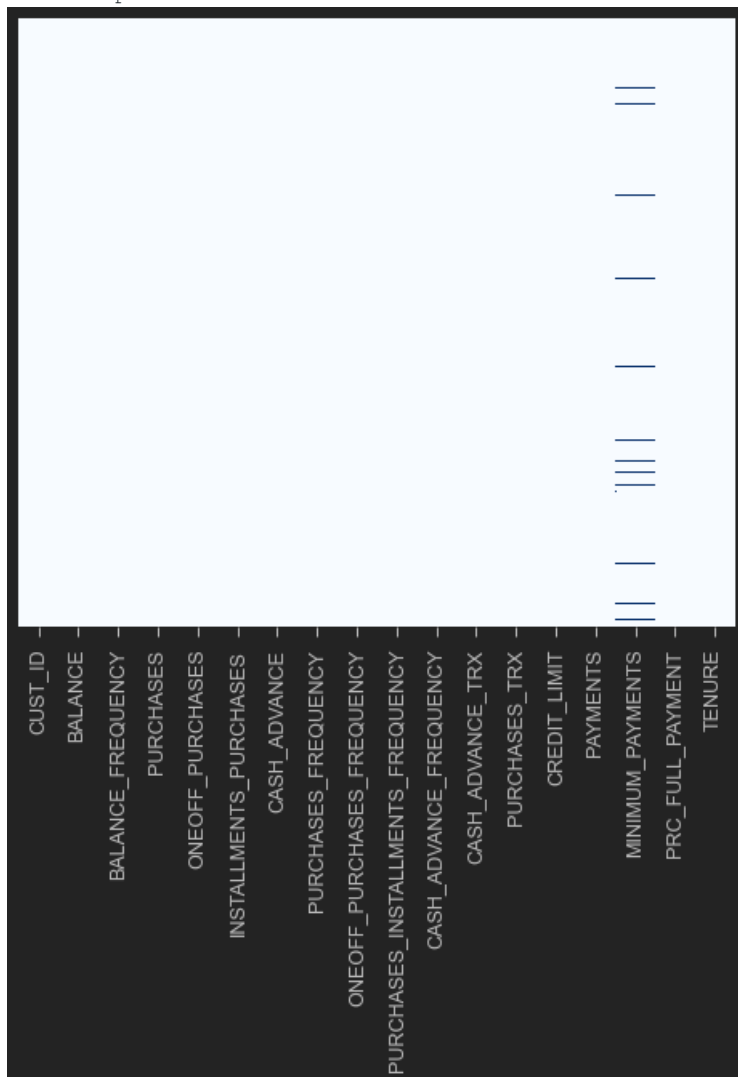 CUST_ID
BALANCE
BALANCE_FREQUENCY
PURCHASES
ONEOFF_PURCHASES
INSTALLMENTS_PURCHASES
CASH_ADVANCE
PURCHASES_FREQUENCY
ONEOFF_PURCHASES_FREQUENCY
PURCHASES_INSTALLMENTS_FREQUENCY
CASH_ADVANCE_FREQUENCY
CASH_ADVANCE_TRX
PURCHASES_TRX
CREDIT_LIMIT
PAYMENTS
MINIMUM_PAYMENTS
PRC_FULL_PAYMENT
TENURE